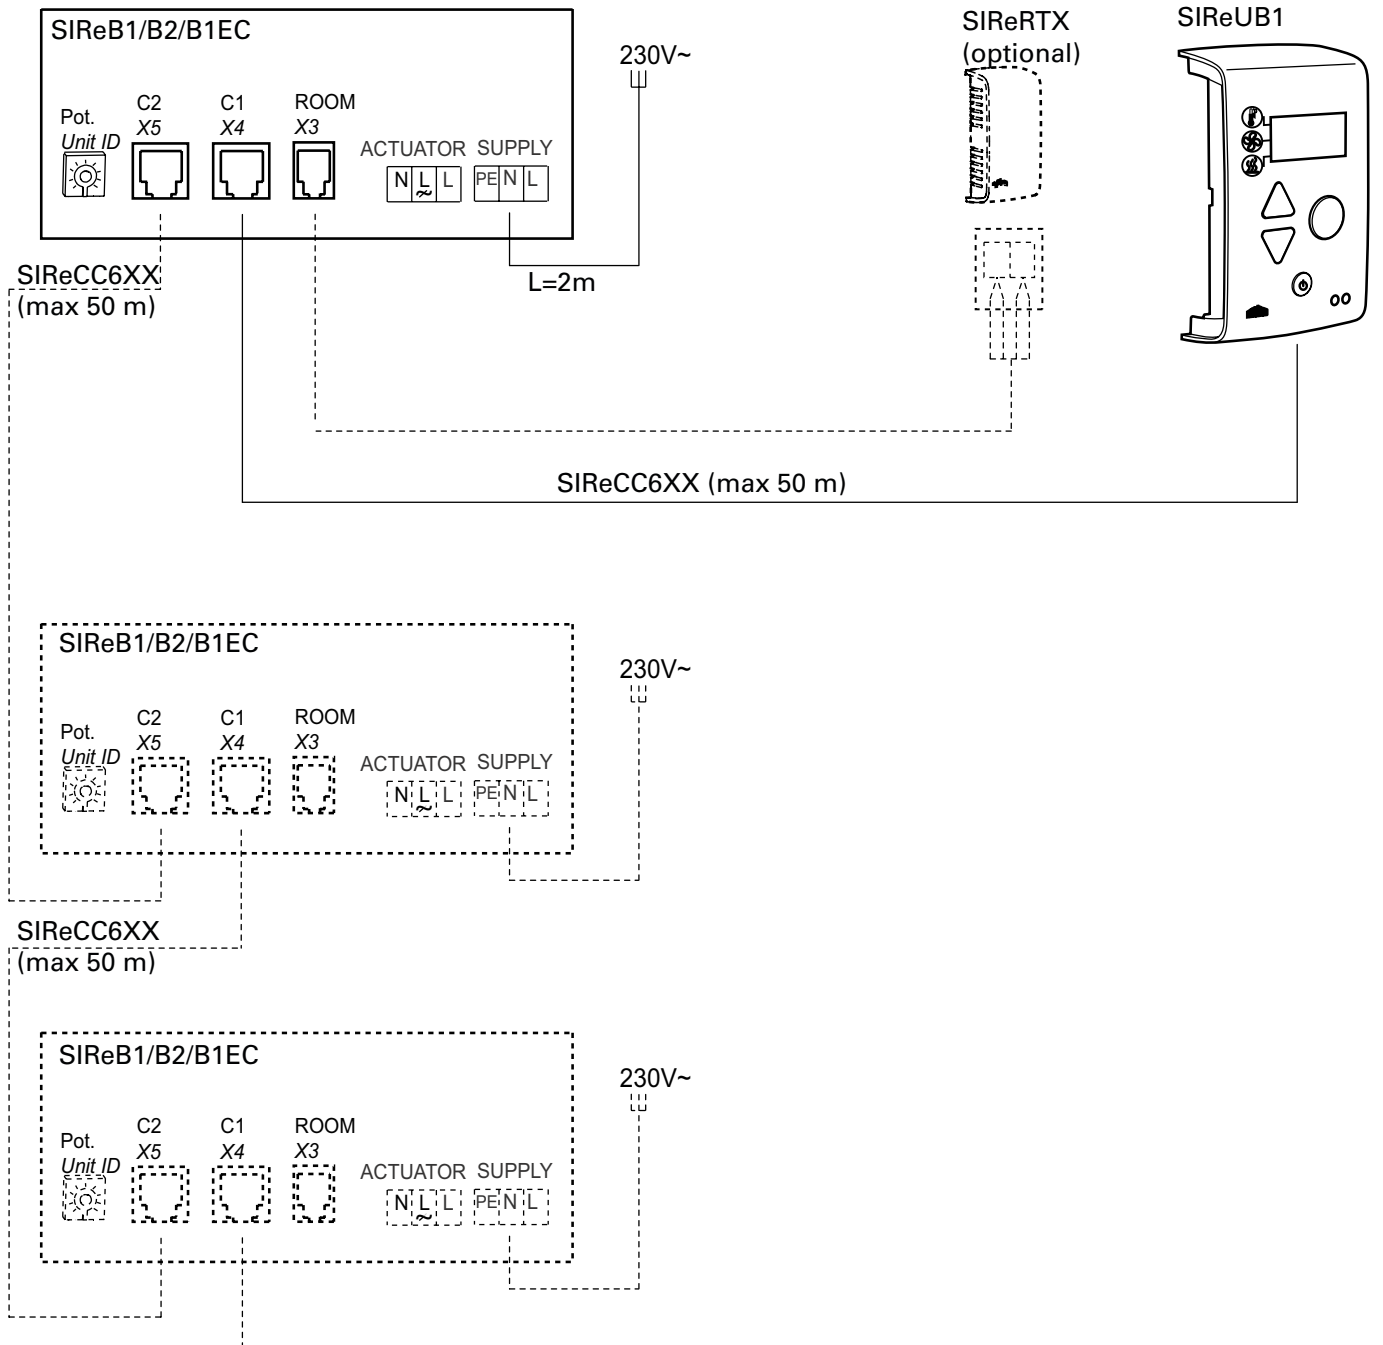 SIReB1/B2/B1EC
230V~
SIReRTX
(optional)
SIReUB1
Pot.
Unit ID
C2
X5
C1
X4
ROOM
X3
ACTUATOR
SUPPLY
N L L
~
PE N L
L=2m
SIReCC6XX
(max 50 m)
SIReCC6XX (max 50 m)
SIReB1/B2/B1EC
230V~
Pot.
Unit ID
C2
X5
C1
X4
ROOM
X3
ACTUATOR
SUPPLY
N L L
~
PE N L
SIReCC6XX
(max 50 m)
SIReB1/B2/B1EC
230V~
Pot.
Unit ID
C2
X5
C1
X4
ROOM
X3
ACTUATOR
SUPPLY
N L L
~
PE N L